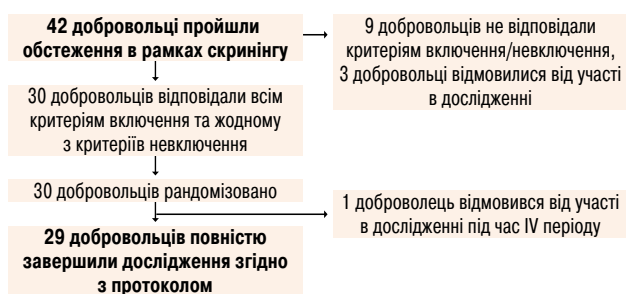 42 добровольці пройшли
обстеження в рамках скринінгу
9 добровольців не відповідали
критеріям включення/невключення,
3 добровольці відмовилися від участі
в дослідженні
30 добровольців відповідали всім
критеріям включення та жодному
з критеріїв невключення
30 добровольців рандомізовано
1 доброволець відмовився від участі
в дослідженні під час IV періоду
29 добровольців повністю
завершили дослідження згідно
з протоколом